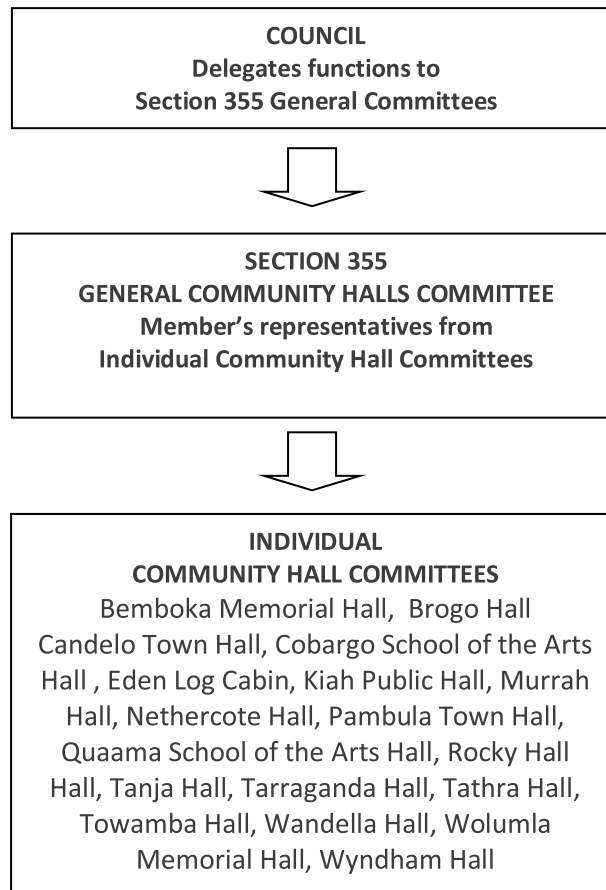 COUNCIL
Delegates functions to
Section 355 General Committees
SECTION 355
GENERAL COMMUNITY HALLS COMMITTEE
Member’s representatives from
Individual Community Hall Committees
INDIVIDUAL
COMMUNITY HALL COMMITTEES
Bemboka Memorial Hall,  Brogo Hall
Candelo Town Hall, Cobargo School of the Arts
Hall , Eden Log Cabin, Kiah Public Hall, Murrah
Hall, Nethercote Hall, Pambula Town Hall,
Quaama School of the Arts Hall, Rocky Hall
Hall, Tanja Hall, Tarraganda Hall, Tathra Hall,
Towamba Hall, Wandella Hall, Wolumla
Memorial Hall, Wyndham Hall